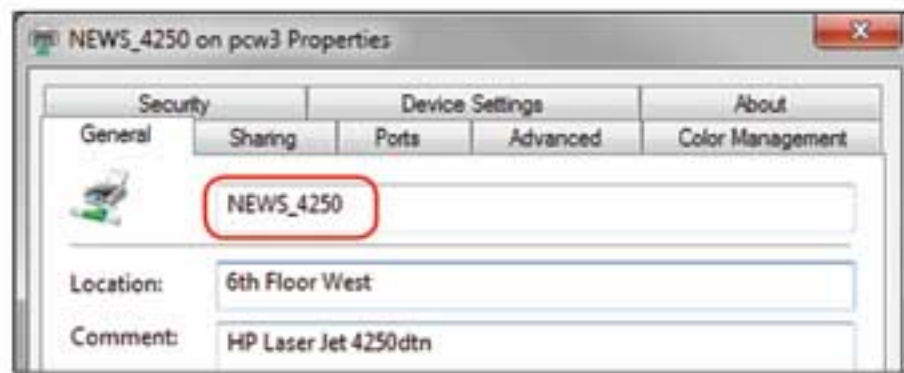 NEWS_4250 on pcw3 Properties
Security Device Settings About
General Sharing Ports Advanced Color Management
NEWS_4250
Location: 6th Floor West
Comment: HP Laser Jet 4250dtn